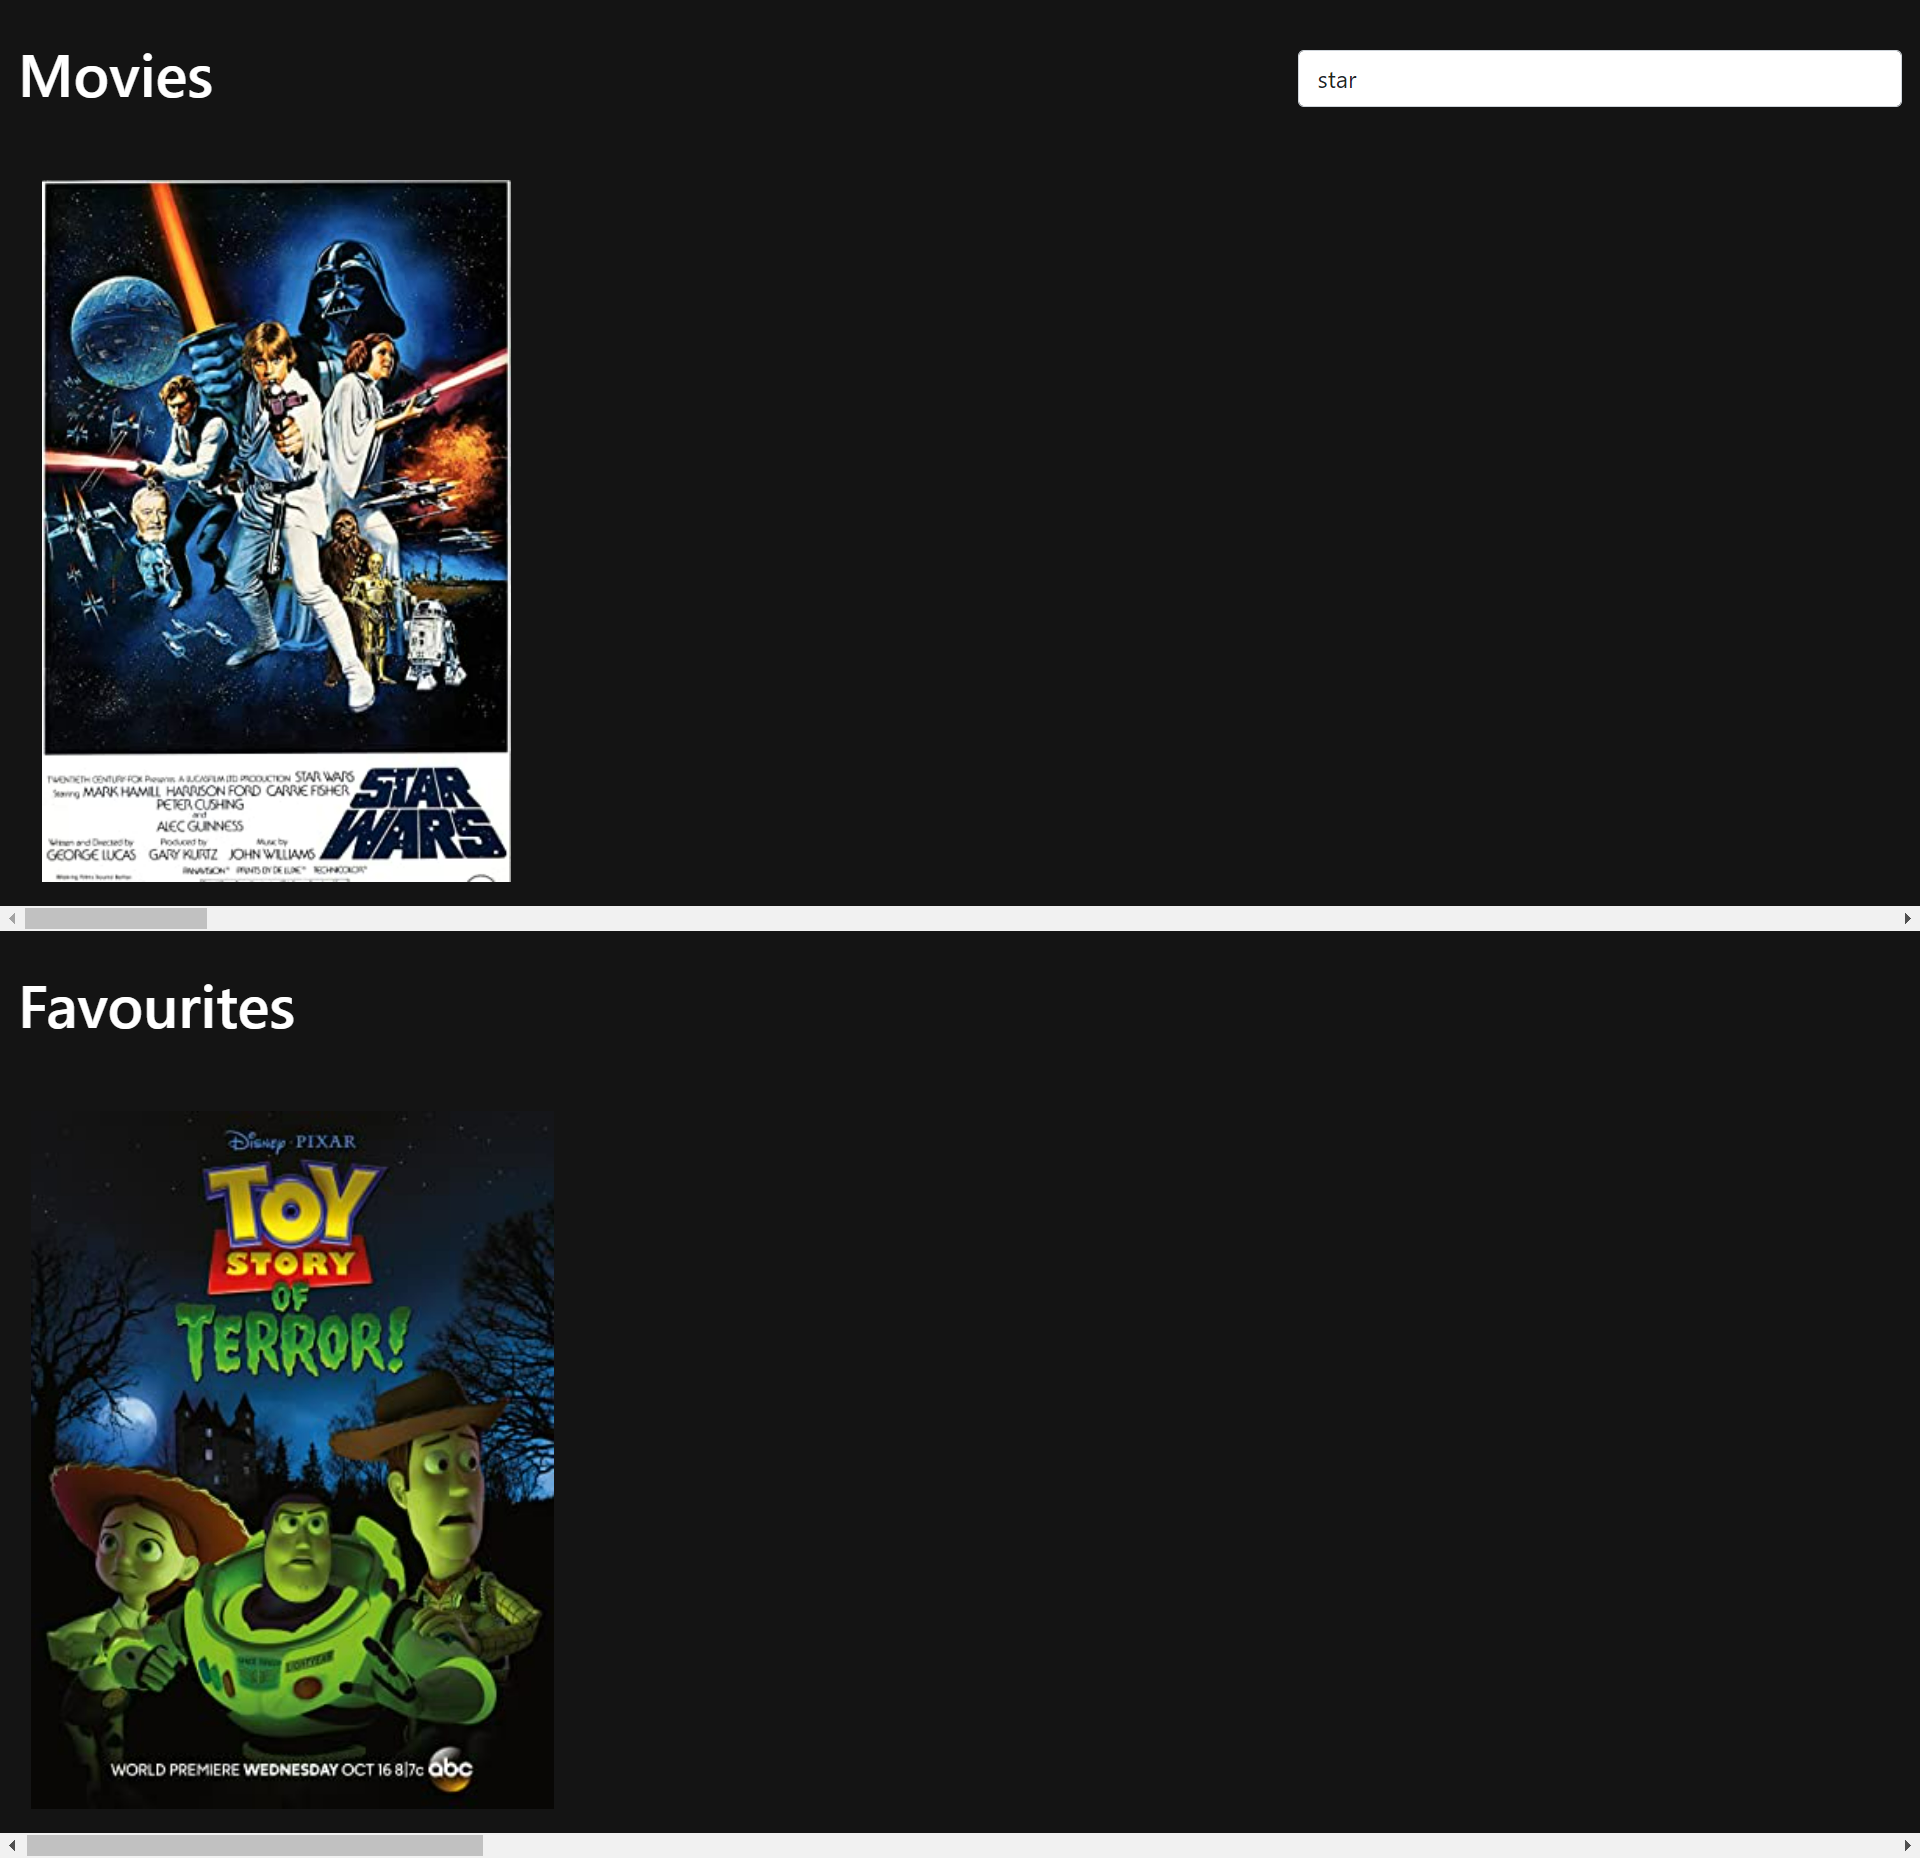 Movies
star
TWENTIETH CENTURY FOX Presents A LUCASFILM LTD PRODUCTION STAR WARS
Starring MARK HAMILL HARRISON FORD CARRIE FISHER
PETER CUSHING
and
ALEC GUINNESS
Written and Directed by Produced by Music by
GEORGE LUCAS GARY KURTZ JOHN WILLIAMS
PANAVISION PRINTS BY DE LUXE TECHNICOLOR
STAR
WARS
Favourites
Disney · PIXAR
TOY
STORY
OF
TERROR!
SPACE RANGER LIGHTYEAR
WORLD PREMIERE WEDNESDAY OCT 16 8|7c abc